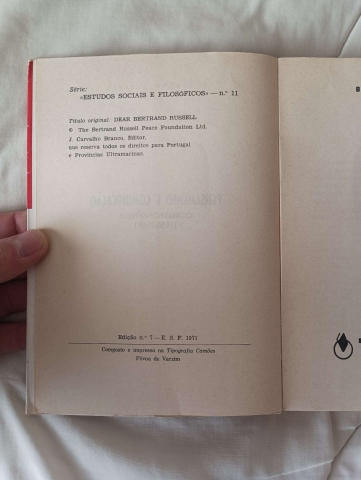 Série:
«ESTUDOS SOCIAIS E FILOSÓFICOS» — n.º 11
Título original: DEAR BERTRAND RUSSELL
© The Bertrand Russell Peace Foundation Ltd.
J. Carvalho Branco, Editor,
que reserva todos os direitos para Portugal
e Províncias Ultramarinas.
Edição n.º 7 — E. S. F. 1971
Composto e impresso na Tipografia Camões
Póvoa de Varzim
B